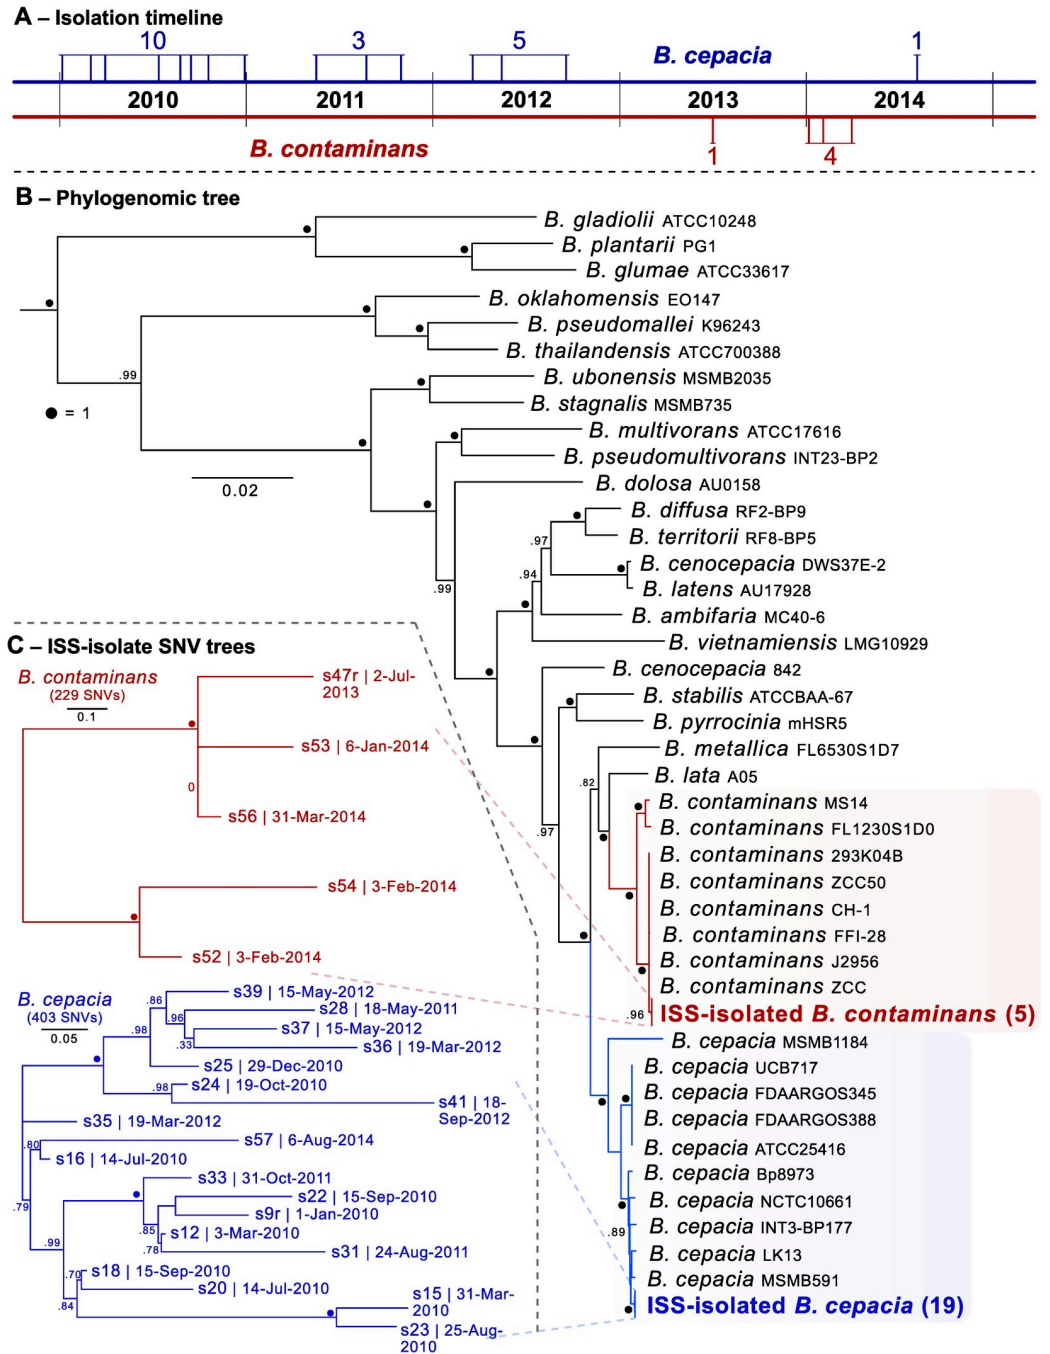 A – Isolation timeline
10
3
5
B. cepacia
1
2010
2011
2012
2013
2014
B. contaminans
1
4
B – Phylogenomic tree
B. gladiolii ATCC10248
B. plantarii PG1
B. glumae ATCC33617
B. oklahomensis EO147
B. pseudomallei K96243
B. thailandensis ATCC700388
.99
B. ubonensis MSMB2035
● = 1
B. stagnalis MSMB735
B. multivorans ATCC17616
B. pseudomultivorans INT23-BP2
0.02
B. dolosa AU0158
B. diffusa RF2-BP9
B. territorii RF8-BP5
.97
B. cenocepacia DWS37E-2
.94
.99
B. latens AU17928
B. ambifaria MC40-6
B. vietnamiensis LMG10929
B. cenocepacia 842
B. stabilis ATCCBAA-67
B. pyrrocinia mHSR5
B. metallica FL6530S1D7
B. lata A05
.82
B. contaminans MS14
.97
B. contaminans FL1230S1D0
B. contaminans 293K04B
B. contaminans ZCC50
B. contaminans CH-1
B. contaminans FFI-28
B. contaminans J2956
B. contaminans ZCC
.96
ISS-isolated B. contaminans (5)
B. cepacia MSMB1184
B. cepacia UCB717
B. cepacia FDAARGOS345
B. cepacia FDAARGOS388
B. cepacia ATCC25416
B. cepacia Bp8973
B. cepacia NCTC10661
.89
B. cepacia INT3-BP177
B. cepacia LK13
B. cepacia MSMB591
ISS-isolated B. cepacia (19)
C – ISS-isolate SNV trees
B. contaminans
(229 SNVs)
0.1
s47r | 2-Jul-
2013
s53 | 6-Jan-2014
0
s56 | 31-Mar-2014
s54 | 3-Feb-2014
s52 | 3-Feb-2014
B. cepacia
(403 SNVs)
0.05
s39 | 15-May-2012
.86
s28 | 18-May-2011
.96
.98
s37 | 15-May-2012
.33
s36 | 19-Mar-2012
s25 | 29-Dec-2010
s24 | 19-Oct-2010
.98
s41 | 18-
Sep-2012
s35 | 19-Mar-2012
s57 | 6-Aug-2014
.80
s16 | 14-Jul-2010
s33 | 31-Oct-2011
.79
s22 | 15-Sep-2010
s9r | 1-Jan-2010
s12 | 3-Mar-2010
.85
.99
.78
s31 | 24-Aug-2011
s18 | 15-Sep-2010
.70
s20 | 14-Jul-2010
.84
s15 | 31-Mar-
2010
s23 | 25-Aug-
2010